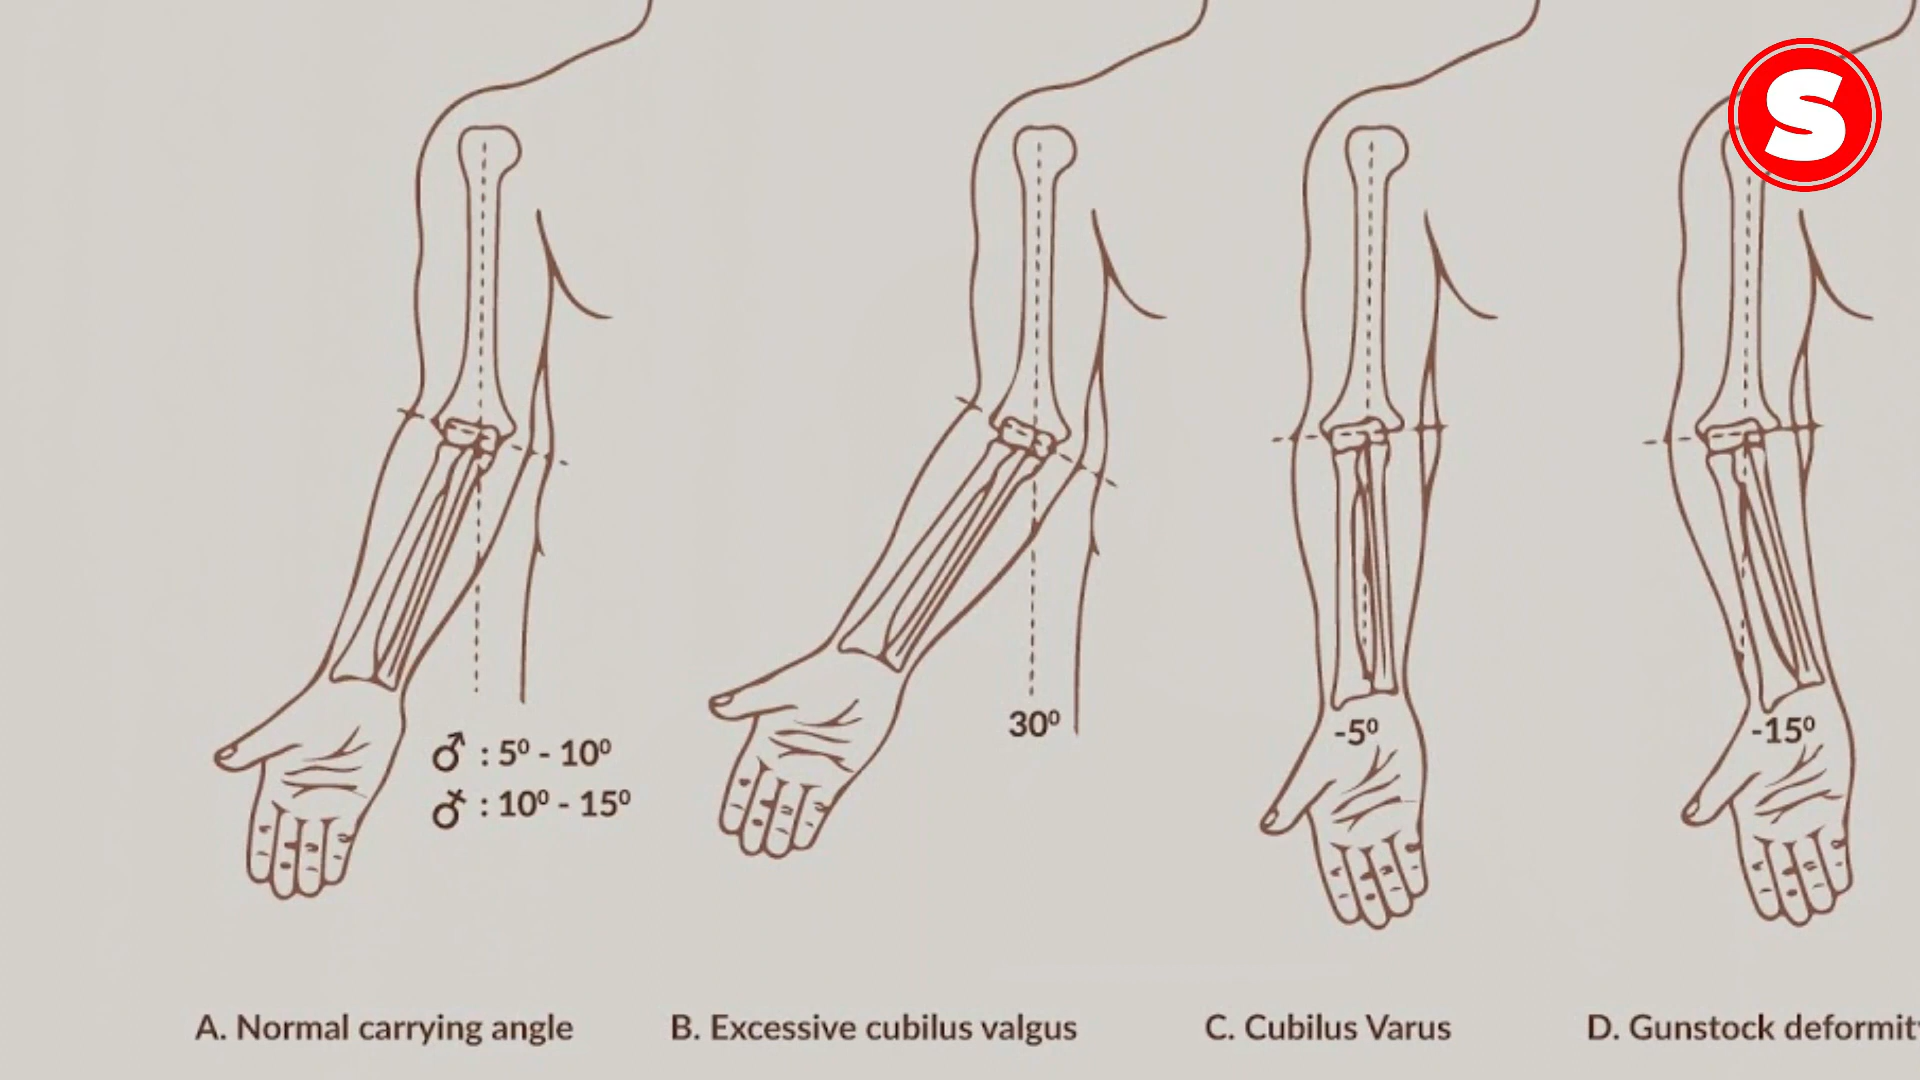 S
♂ : 5⁰ - 10⁰
⚦ : 10⁰ - 15⁰
30⁰
-5⁰
-15⁰
A. Normal carrying angle
B. Excessive cubilus valgus
C. Cubilus Varus
D. Gunstock deformit